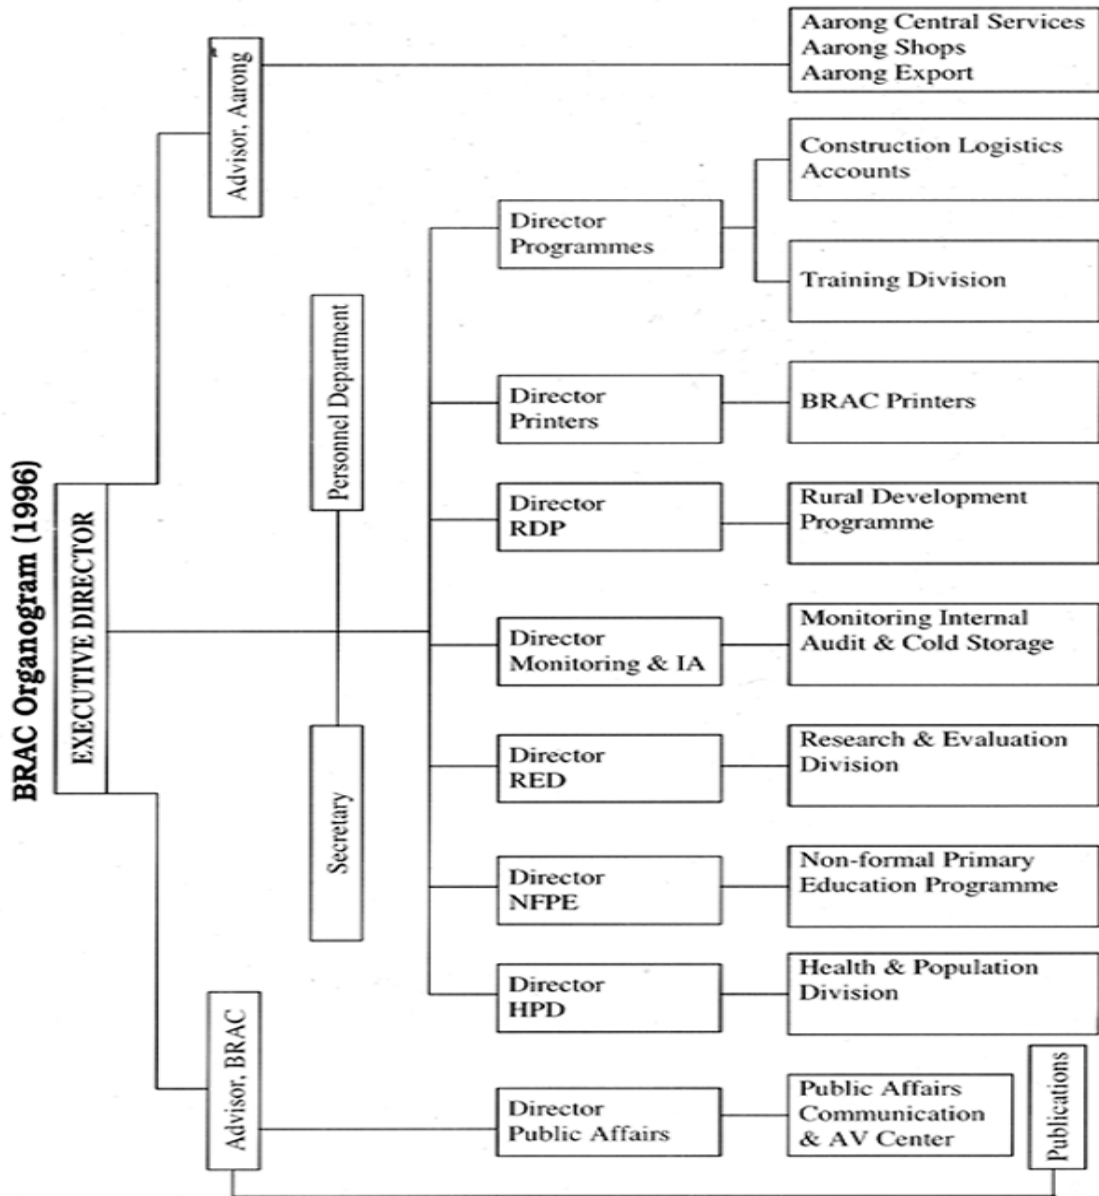 BRAC Organogram (1996)
EXECUTIVE DIRECTOR
Advisor, Aarong
Aarong Central Services
Aarong Shops
Aarong Export
Personnel Department
Secretary
Director
Programmes
Construction Logistics
Accounts
Training Division
Director
Printers
BRAC Printers
Director
RDP
Rural Development
Programme
Director
Monitoring & IA
Monitoring Internal
Audit & Cold Storage
Director
RED
Research & Evaluation
Division
Director
NFPE
Non-formal Primary
Education Programme
Director
HPD
Health & Population
Division
Advisor, BRAC
Director
Public Affairs
Public Affairs
Communication
& AV Center
Publications